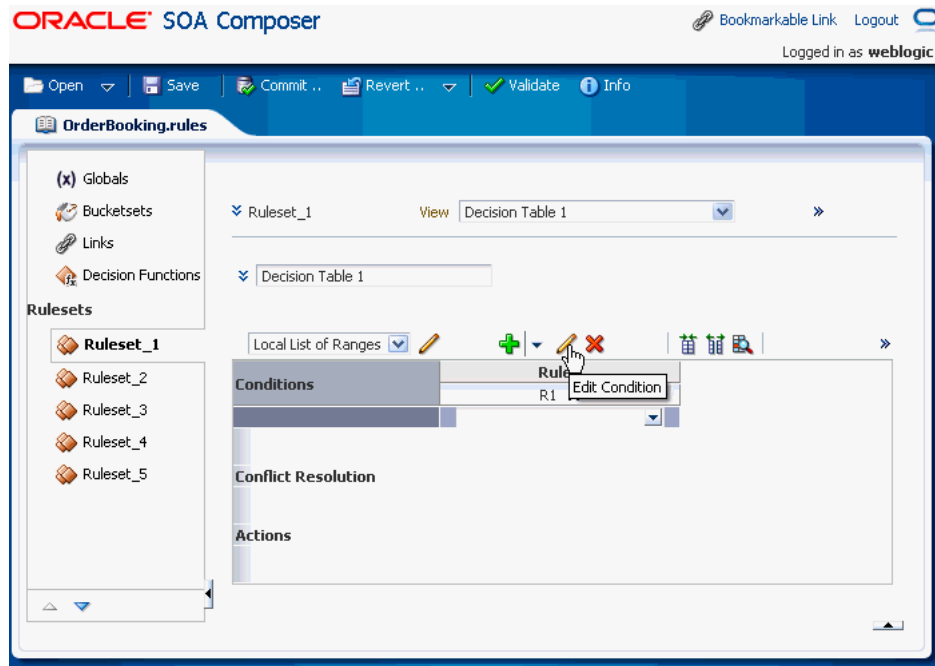 ORACLE SOA Composer
Bookmarkable Link Logout
Logged in as weblogic
Open Save Commit .. Revert .. Validate Info
OrderBooking.rules
(x) Globals
Bucketsets
Links
Decision Functions
Rulesets
Ruleset_1
Ruleset_2
Ruleset_3
Ruleset_4
Ruleset_5
Ruleset_1 View Decision Table 1
Decision Table 1
Local List of Ranges
Conditions
Rule
R1
Edit Condition
Conflict Resolution
Actions